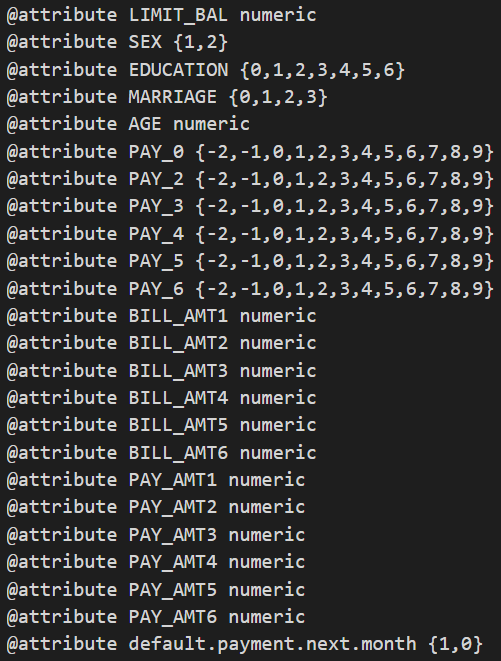 @attribute LIMIT_BAL numeric
@attribute SEX {1,2}
@attribute EDUCATION {0,1,2,3,4,5,6}
@attribute MARRIAGE {0,1,2,3}
@attribute AGE numeric
@attribute PAY_0 {-2,-1,0,1,2,3,4,5,6,7,8,9}
@attribute PAY_2 {-2,-1,0,1,2,3,4,5,6,7,8,9}
@attribute PAY_3 {-2,-1,0,1,2,3,4,5,6,7,8,9}
@attribute PAY_4 {-2,-1,0,1,2,3,4,5,6,7,8,9}
@attribute PAY_5 {-2,-1,0,1,2,3,4,5,6,7,8,9}
@attribute PAY_6 {-2,-1,0,1,2,3,4,5,6,7,8,9}
@attribute BILL_AMT1 numeric
@attribute BILL_AMT2 numeric
@attribute BILL_AMT3 numeric
@attribute BILL_AMT4 numeric
@attribute BILL_AMT5 numeric
@attribute BILL_AMT6 numeric
@attribute PAY_AMT1 numeric
@attribute PAY_AMT2 numeric
@attribute PAY_AMT3 numeric
@attribute PAY_AMT4 numeric
@attribute PAY_AMT5 numeric
@attribute PAY_AMT6 numeric
@attribute default.payment.next.month {1,0}